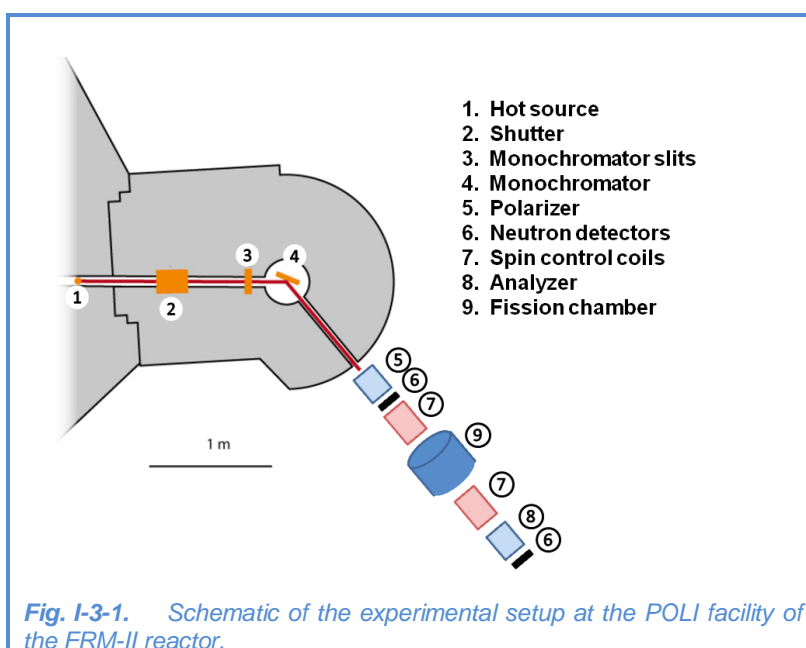 1. Hot source
2. Shutter
3. Monochromator slits
4. Monochromator
5. Polarizer
6. Neutron detectors
7. Spin control coils
8. Analyzer
9. Fission chamber
3
4
1
2
5
6
7
9
1 m
7
8
6
Fig. I-3-1. Schematic of the experimental setup at the POLI facility of
the FRM-II reactor.